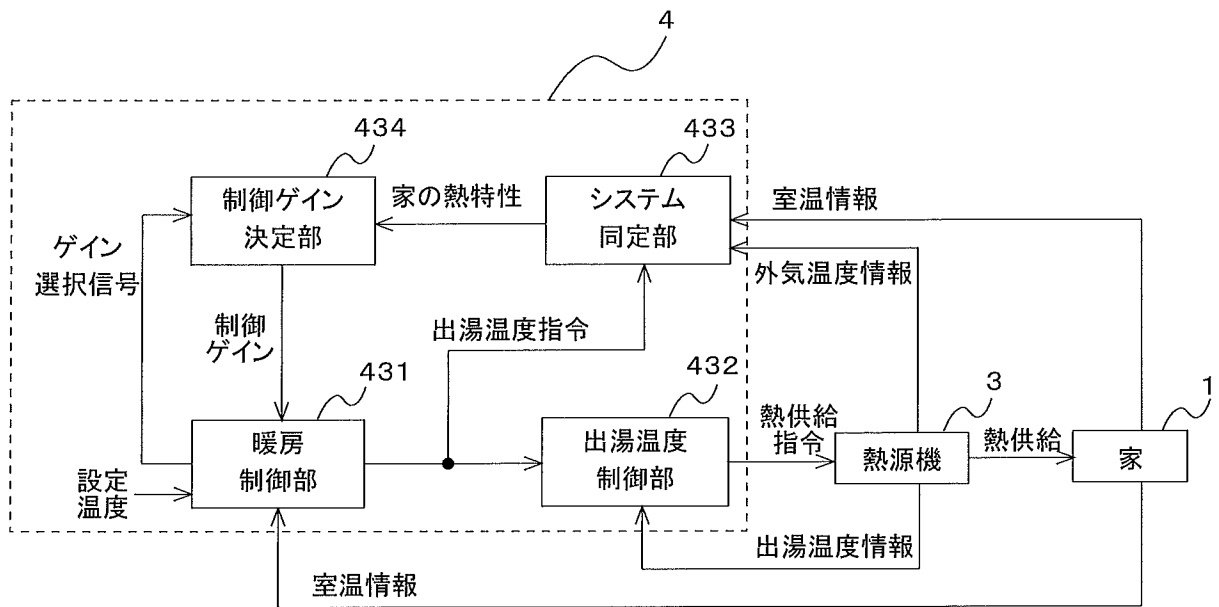 4
434
433
制御ゲイン
決定部
家の熱特性
システム
同定部
室温情報
外気温度情報
ゲイン
選択信号
制御
ゲイン
出湯温度指令
431
432
3
1
暖房
制御部
出湯温度
制御部
熱供給
指令
熱源機
熱供給
家
設定
温度
出湯温度情報
室温情報